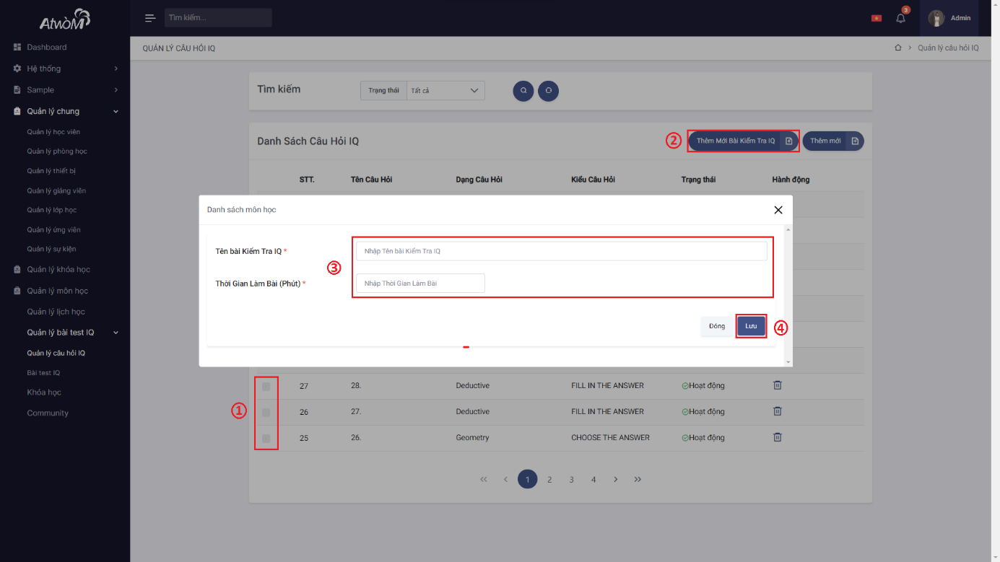 AtwòM
Tìm kiếm...
3
Admin
Dashboard
Hệ thống
Sample
Quản lý chung
Quản lý học viên
Quản lý phòng học
Quản lý thiết bị
Quản lý giảng viên
Quản lý lớp học
Quản lý ứng viên
Quản lý sự kiện
Quản lý khóa học
Quản lý môn học
Quản lý lịch học
Quản lý bài test IQ
Quản lý câu hỏi IQ
Bài test IQ
Khóa học
Community
QUẢN LÝ CÂU HỎI IQ
Quản lý câu hỏi IQ
Tìm kiếm
Trạng thái Tất cả
Danh Sách Câu Hỏi IQ
② Thêm Mới Bài Kiểm Tra IQ Thêm mới
STT. Tên Câu Hỏi Dạng Câu Hỏi Kiểu Câu Hỏi Trạng thái Hành động
Danh sách môn học
Tên bài Kiểm Tra IQ * Nhập Tên bài Kiểm Tra IQ
③
Thời Gian Làm Bài (Phút) * Nhập Thời Gian Làm Bài
Đóng Lưu ④
27 28. Deductive FILL IN THE ANSWER Hoạt động
① 26 27. Deductive FILL IN THE ANSWER Hoạt động
25 26. Geometry CHOOSE THE ANSWER Hoạt động
1 2 3 4